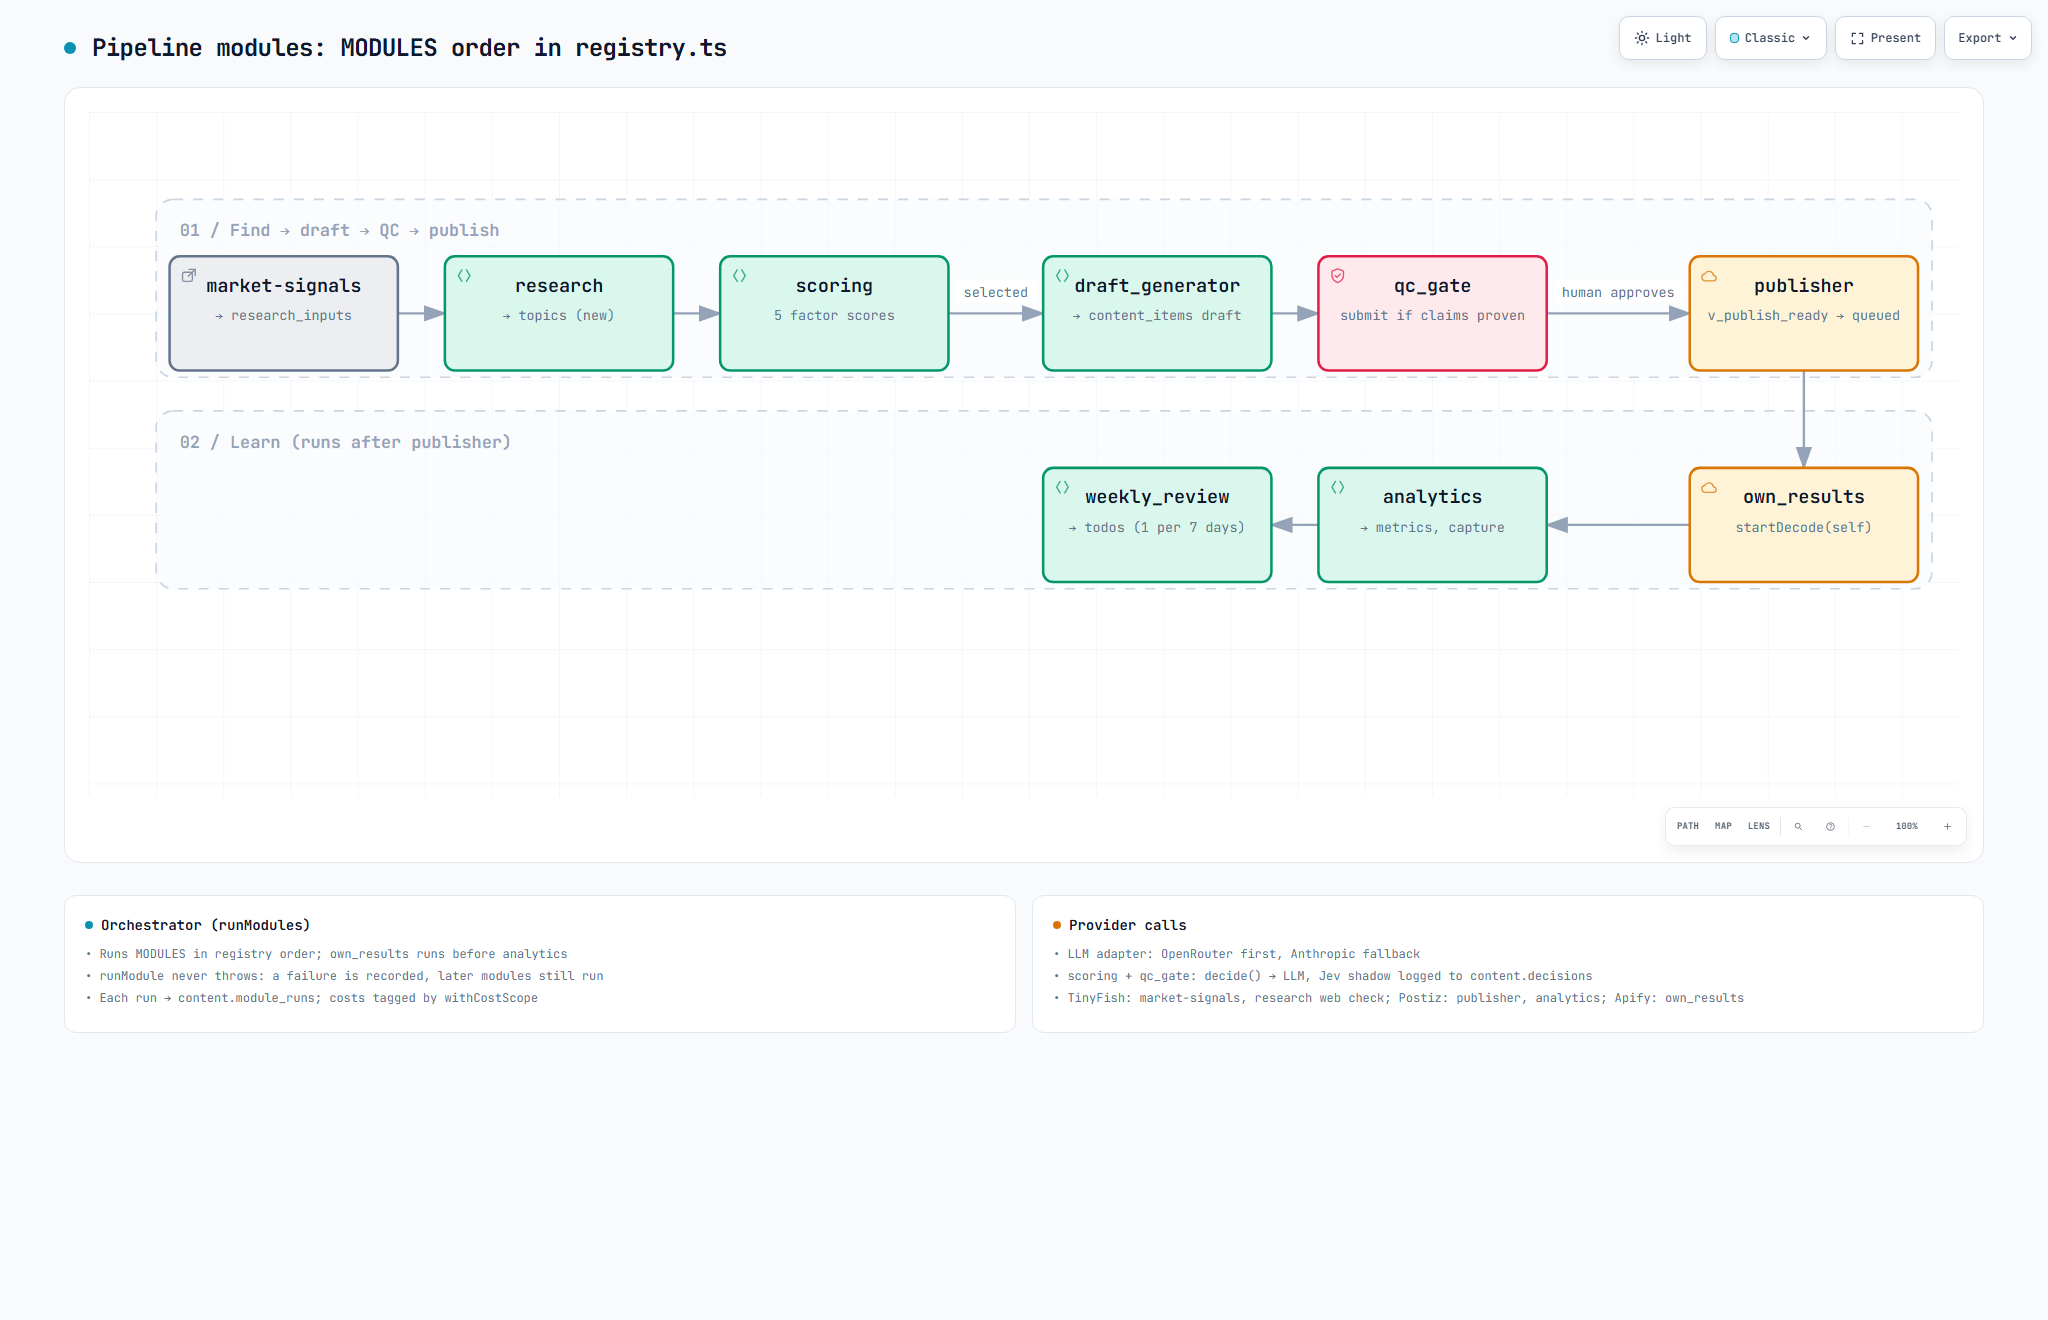 Pipeline modules: MODULES order in registry.ts
Light
Classic
Present
Export
01 / Find → draft → QC → publish
market-signals
→ research_inputs
research
→ topics (new)
scoring
5 factor scores
selected
draft_generator
→ content_items draft
qc_gate
submit if claims proven
human approves
publisher
v_publish_ready → queued
02 / Learn (runs after publisher)
weekly_review
→ todos (1 per 7 days)
analytics
→ metrics, capture
own_results
startDecode(self)
PATH MAP LENS − 100% +
Orchestrator (runModules)
• Runs MODULES in registry order; own_results runs before analytics
• runModule never throws: a failure is recorded, later modules still run
• Each run → content.module_runs; costs tagged by withCostScope
Provider calls
• LLM adapter: OpenRouter first, Anthropic fallback
• scoring + qc_gate: decide() → LLM, Jev shadow logged to content.decisions
• TinyFish: market-signals, research web check; Postiz: publisher, analytics; Apify: own_results